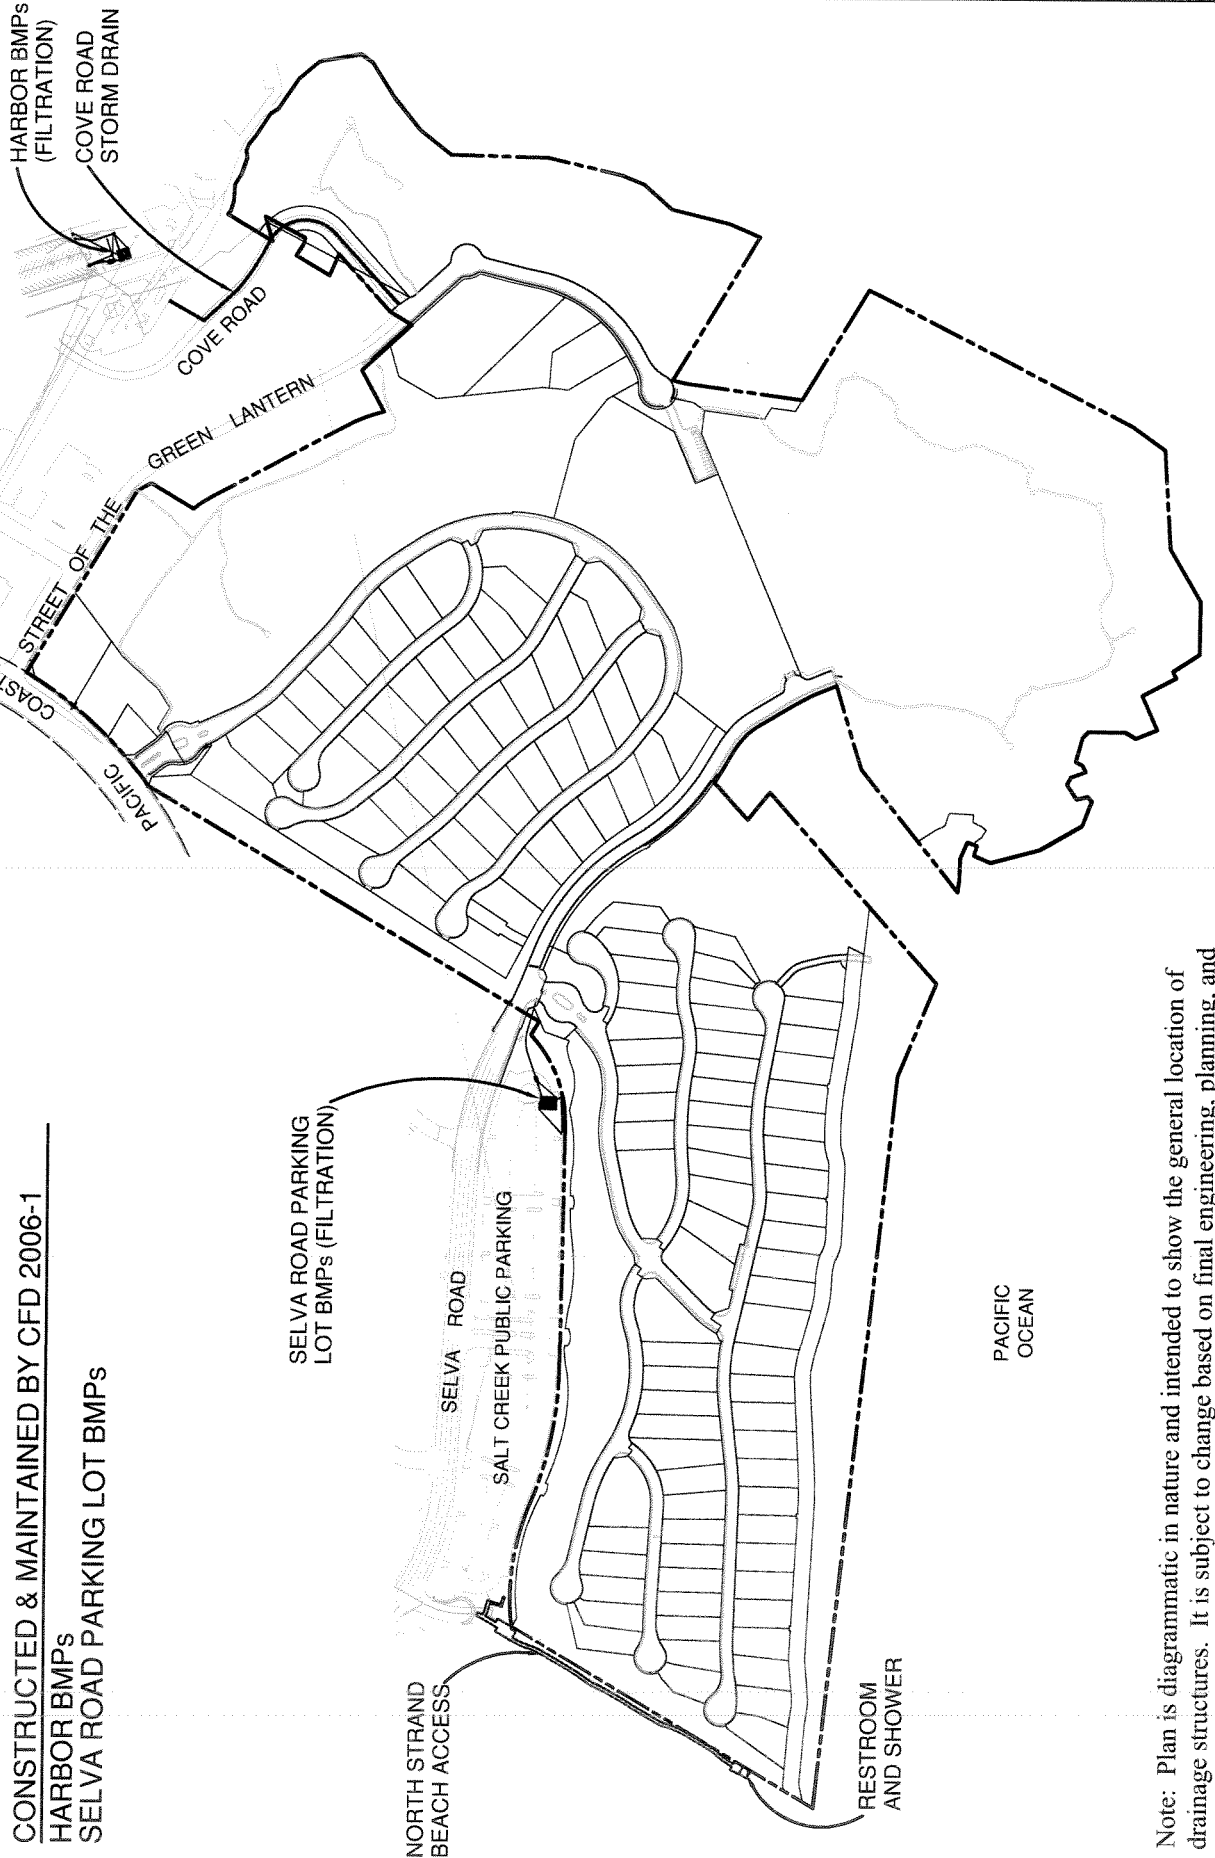 CONSTRUCTED & MAINTAINED BY CFD 2006-1
HARBOR BMPs
SELVA ROAD PARKING LOT BMPs
HARBOR BMPs
(FILTRATION)
COVE ROAD
STORM DRAIN
COVE ROAD
GREEN LANTERN
STREET OF THE
PACIFIC COAST
SELVA ROAD PARKING
LOT BMPs (FILTRATION)
SELVA ROAD
SALT CREEK PUBLIC PARKING
NORTH STRAND
BEACH ACCESS
RESTROOM
AND SHOWER
PACIFIC
OCEAN
Note: Plan is diagrammatic in nature and intended to show the general location of
drainage structures. It is subject to change based on final engineering, planning, and